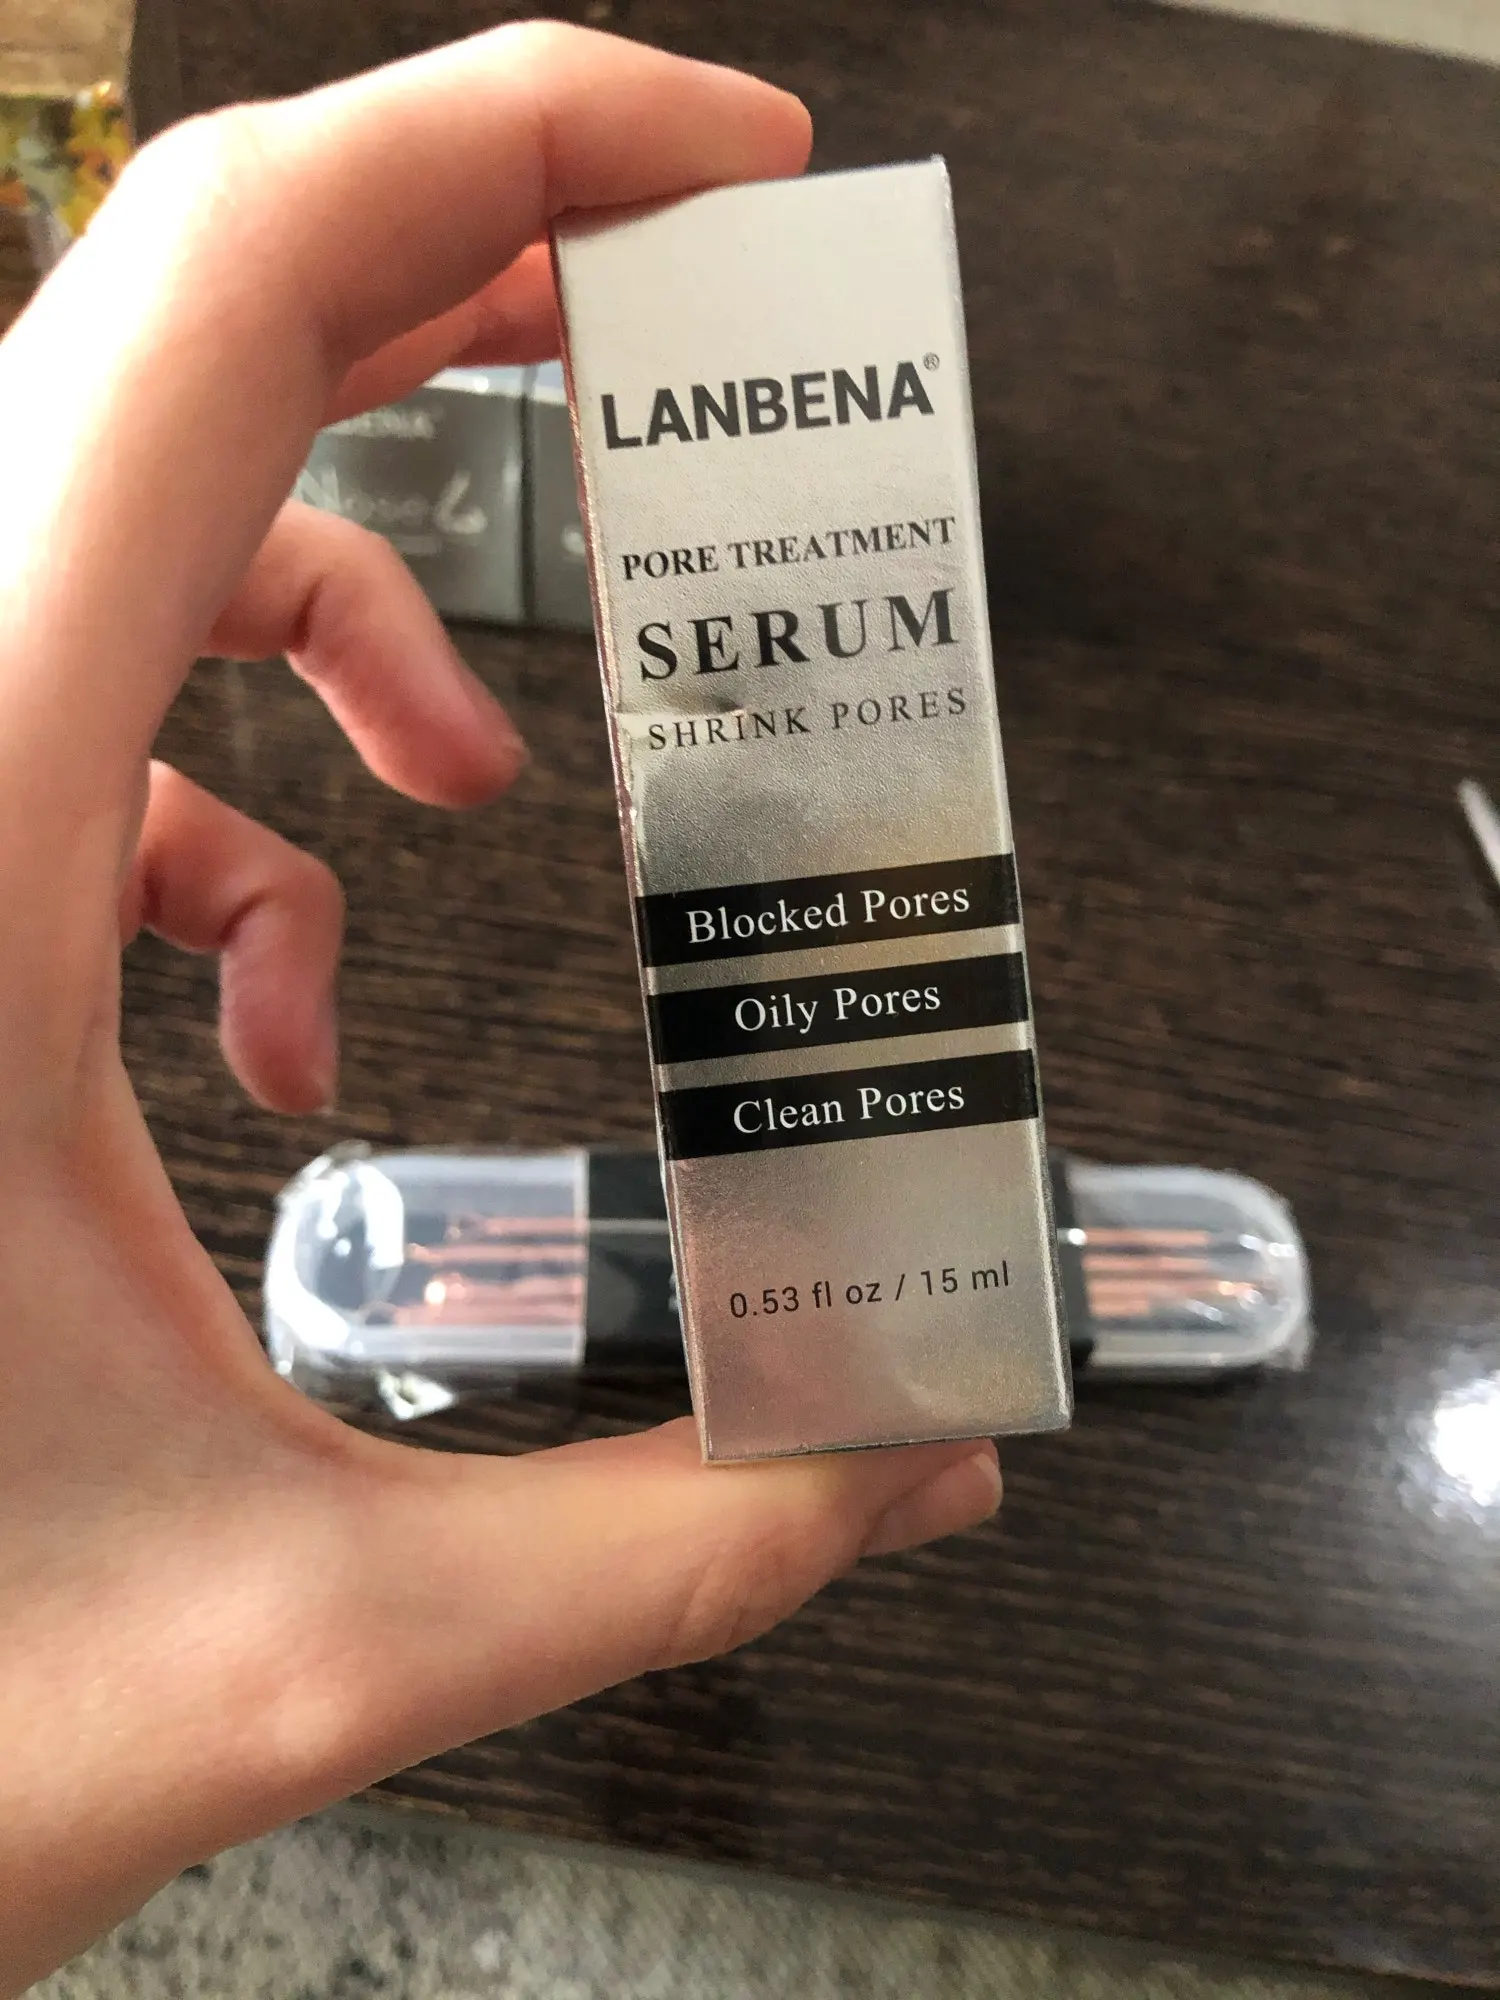 LANBENA®
PORE TREATMENT
SERUM
SHRINK PORES
Blocked Pores
Oily Pores
Clean Pores
0.53 fl oz / 15 ml